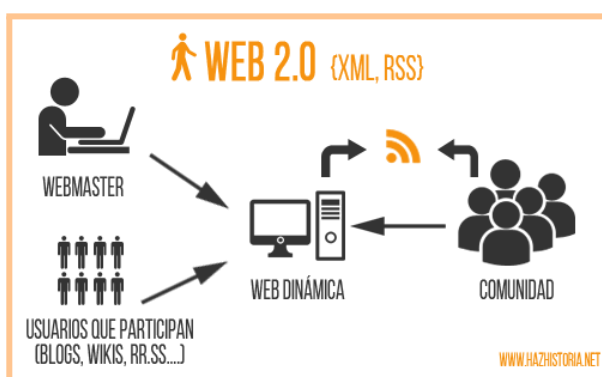 WEB 2.0 {XML, RSS}
WEBMASTER
WEB DINÁMICA
COMUNIDAD
USUARIOS QUE PARTICIPAN
(BLOGS, WIKIS, RR.SS....)
WWW.HAZHISTORIA.NET